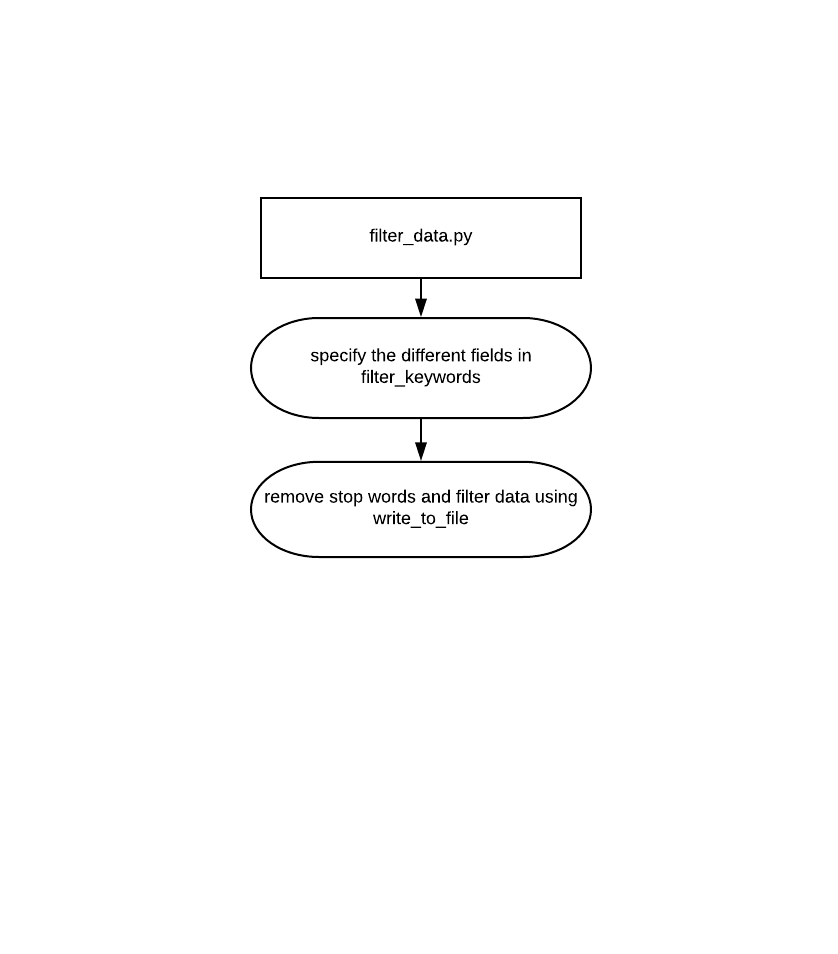 filter_data.py
specify the different fields in
filter_keywords
remove stop words and filter data using
write_to_file